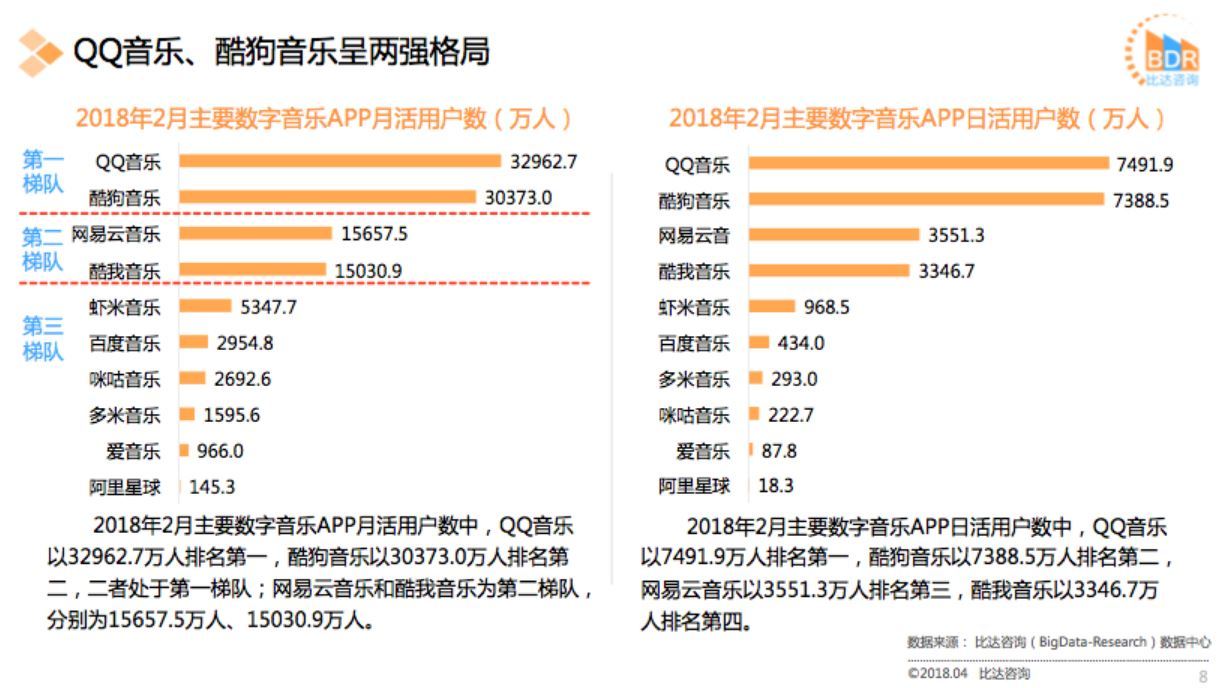 QQ音乐、酷狗音乐呈两强格局
BDR
比达咨询
2018年2月主要数字音乐APP月活用户数（万人）
第一
梯队
QQ音乐 32962.7
酷狗音乐 30373.0
第二
梯队
网易云音乐 15657.5
酷我音乐 15030.9
第三
梯队
虾米音乐 5347.7
百度音乐 2954.8
咪咕音乐 2692.6
多米音乐 1595.6
爱音乐 966.0
阿里星球 145.3
2018年2月主要数字音乐APP月活用户数中，QQ音乐
以32962.7万人排名第一，酷狗音乐以30373.0万人排名第
二，二者处于第一梯队；网易云音乐和酷我音乐为第二梯队，
分别为15657.5万人、15030.9万人。
2018年2月主要数字音乐APP日活用户数（万人）
QQ音乐 7491.9
酷狗音乐 7388.5
网易云音 3551.3
酷我音乐 3346.7
虾米音乐 968.5
百度音乐 434.0
多米音乐 293.0
咪咕音乐 222.7
爱音乐 87.8
阿里星球 18.3
2018年2月主要数字音乐APP日活用户数中，QQ音乐
以7491.9万人排名第一，酷狗音乐以7388.5万人排名第二，
网易云音乐以3551.3万人排名第三，酷我音乐以3346.7万
人排名第四。
数据来源：比达咨询（BigData-Research）数据中心
©2018.04 比达咨询
8